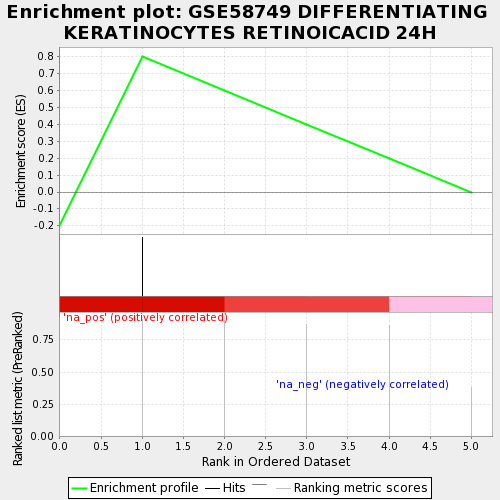 Enrichment plot: GSE58749 DIFFERENTIATING
KERATINOCYTES RETINOICACID 24H
Enrichment score (ES)
0.8
0.7
0.6
0.5
0.4
0.3
0.2
0.1
0.0
-0.1
-0.2
'na_pos' (positively correlated)
Ranked list metric (PreRanked)
0.75
0.50
0.25
0.00
'na_neg' (negatively correlated)
0.0 0.5 1.0 1.5 2.0 2.5 3.0 3.5 4.0 4.5 5.0
Rank in Ordered Dataset
Enrichment profile Hits Ranking metric scores